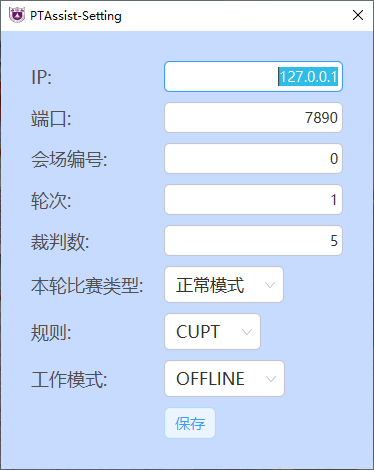 PTAssist-Setting
IP: 127.0.0.1
端口: 7890
会场编号: 0
轮次: 1
裁判数: 5
本轮比赛类型: 正常模式
规则: CUPT
工作模式: OFFLINE
保存